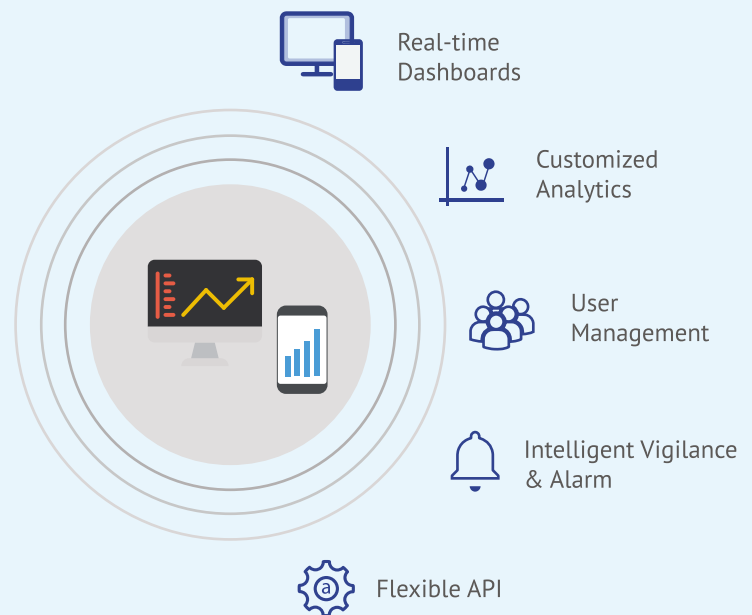 Real-time
Dashboards
Customized
Analytics
User
Management
Intelligent Vigilance
& Alarm
a
Flexible API